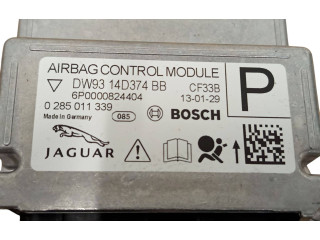 AIRBAG CONTROL MODULE
DW93 14D374 BB CF33B
6P0000824404 13-01-29
0 285 011 339
Made in Germany 085 BOSCH
JAGUAR
P